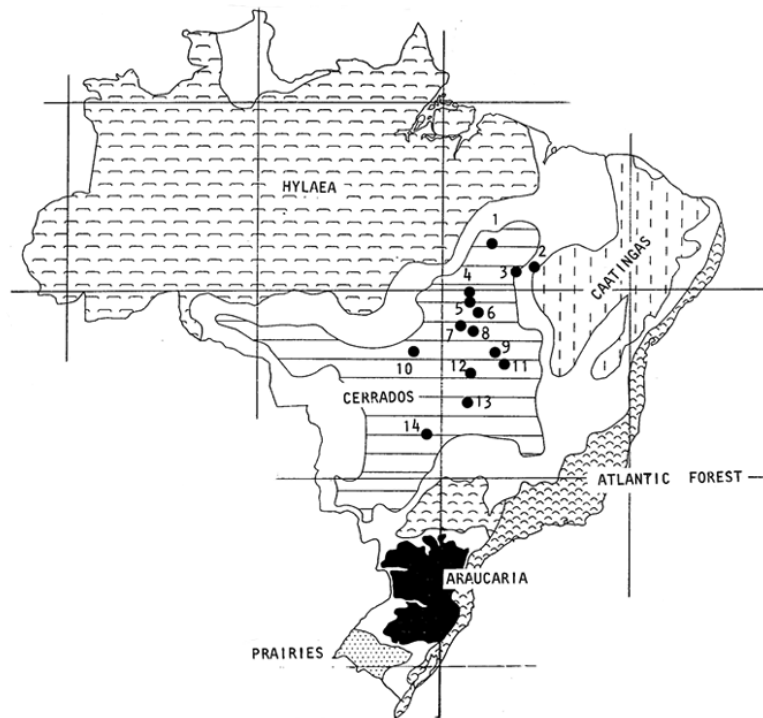 HYLAEA
1
2
3
CAATINGAS
4
5
6
7
8
9
10
11
12
CERRADOS
13
14
ATLANTIC FOREST
ARAUCARIA
PRAIRIES